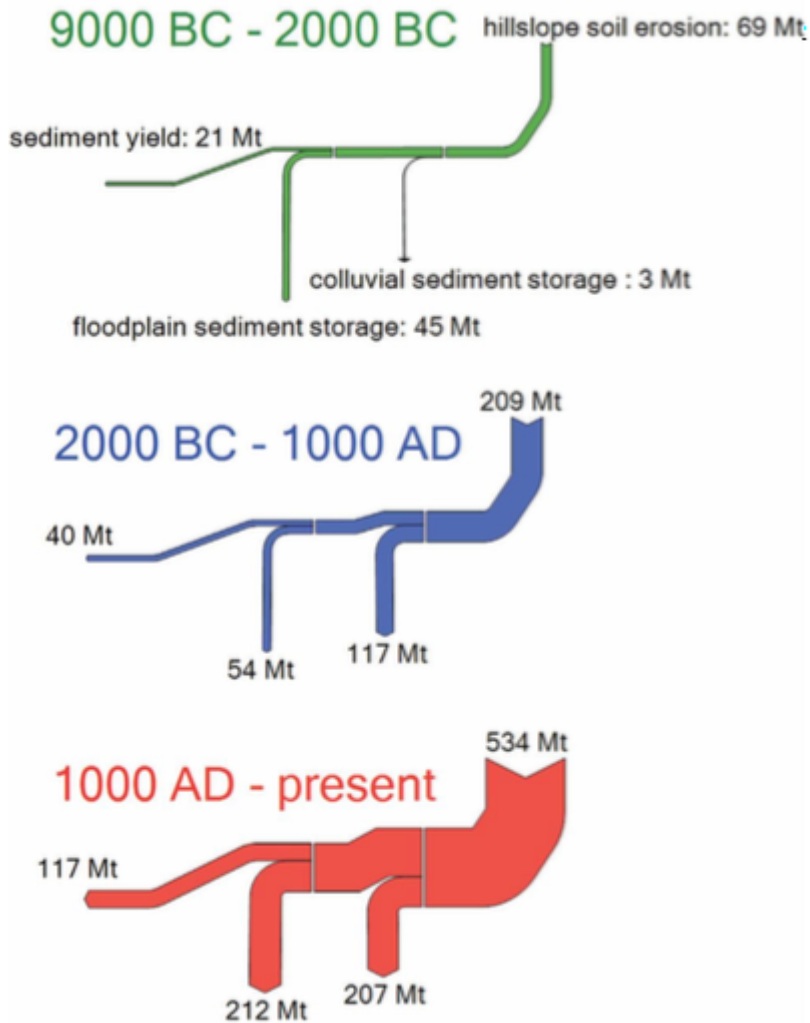 9000 BC - 2000 BC
hillslope soil erosion: 69 Mt
sediment yield: 21 Mt
colluvial sediment storage : 3 Mt
floodplain sediment storage: 45 Mt
209 Mt
2000 BC - 1000 AD
40 Mt
54 Mt
117 Mt
534 Mt
1000 AD - present
117 Mt
212 Mt
207 Mt